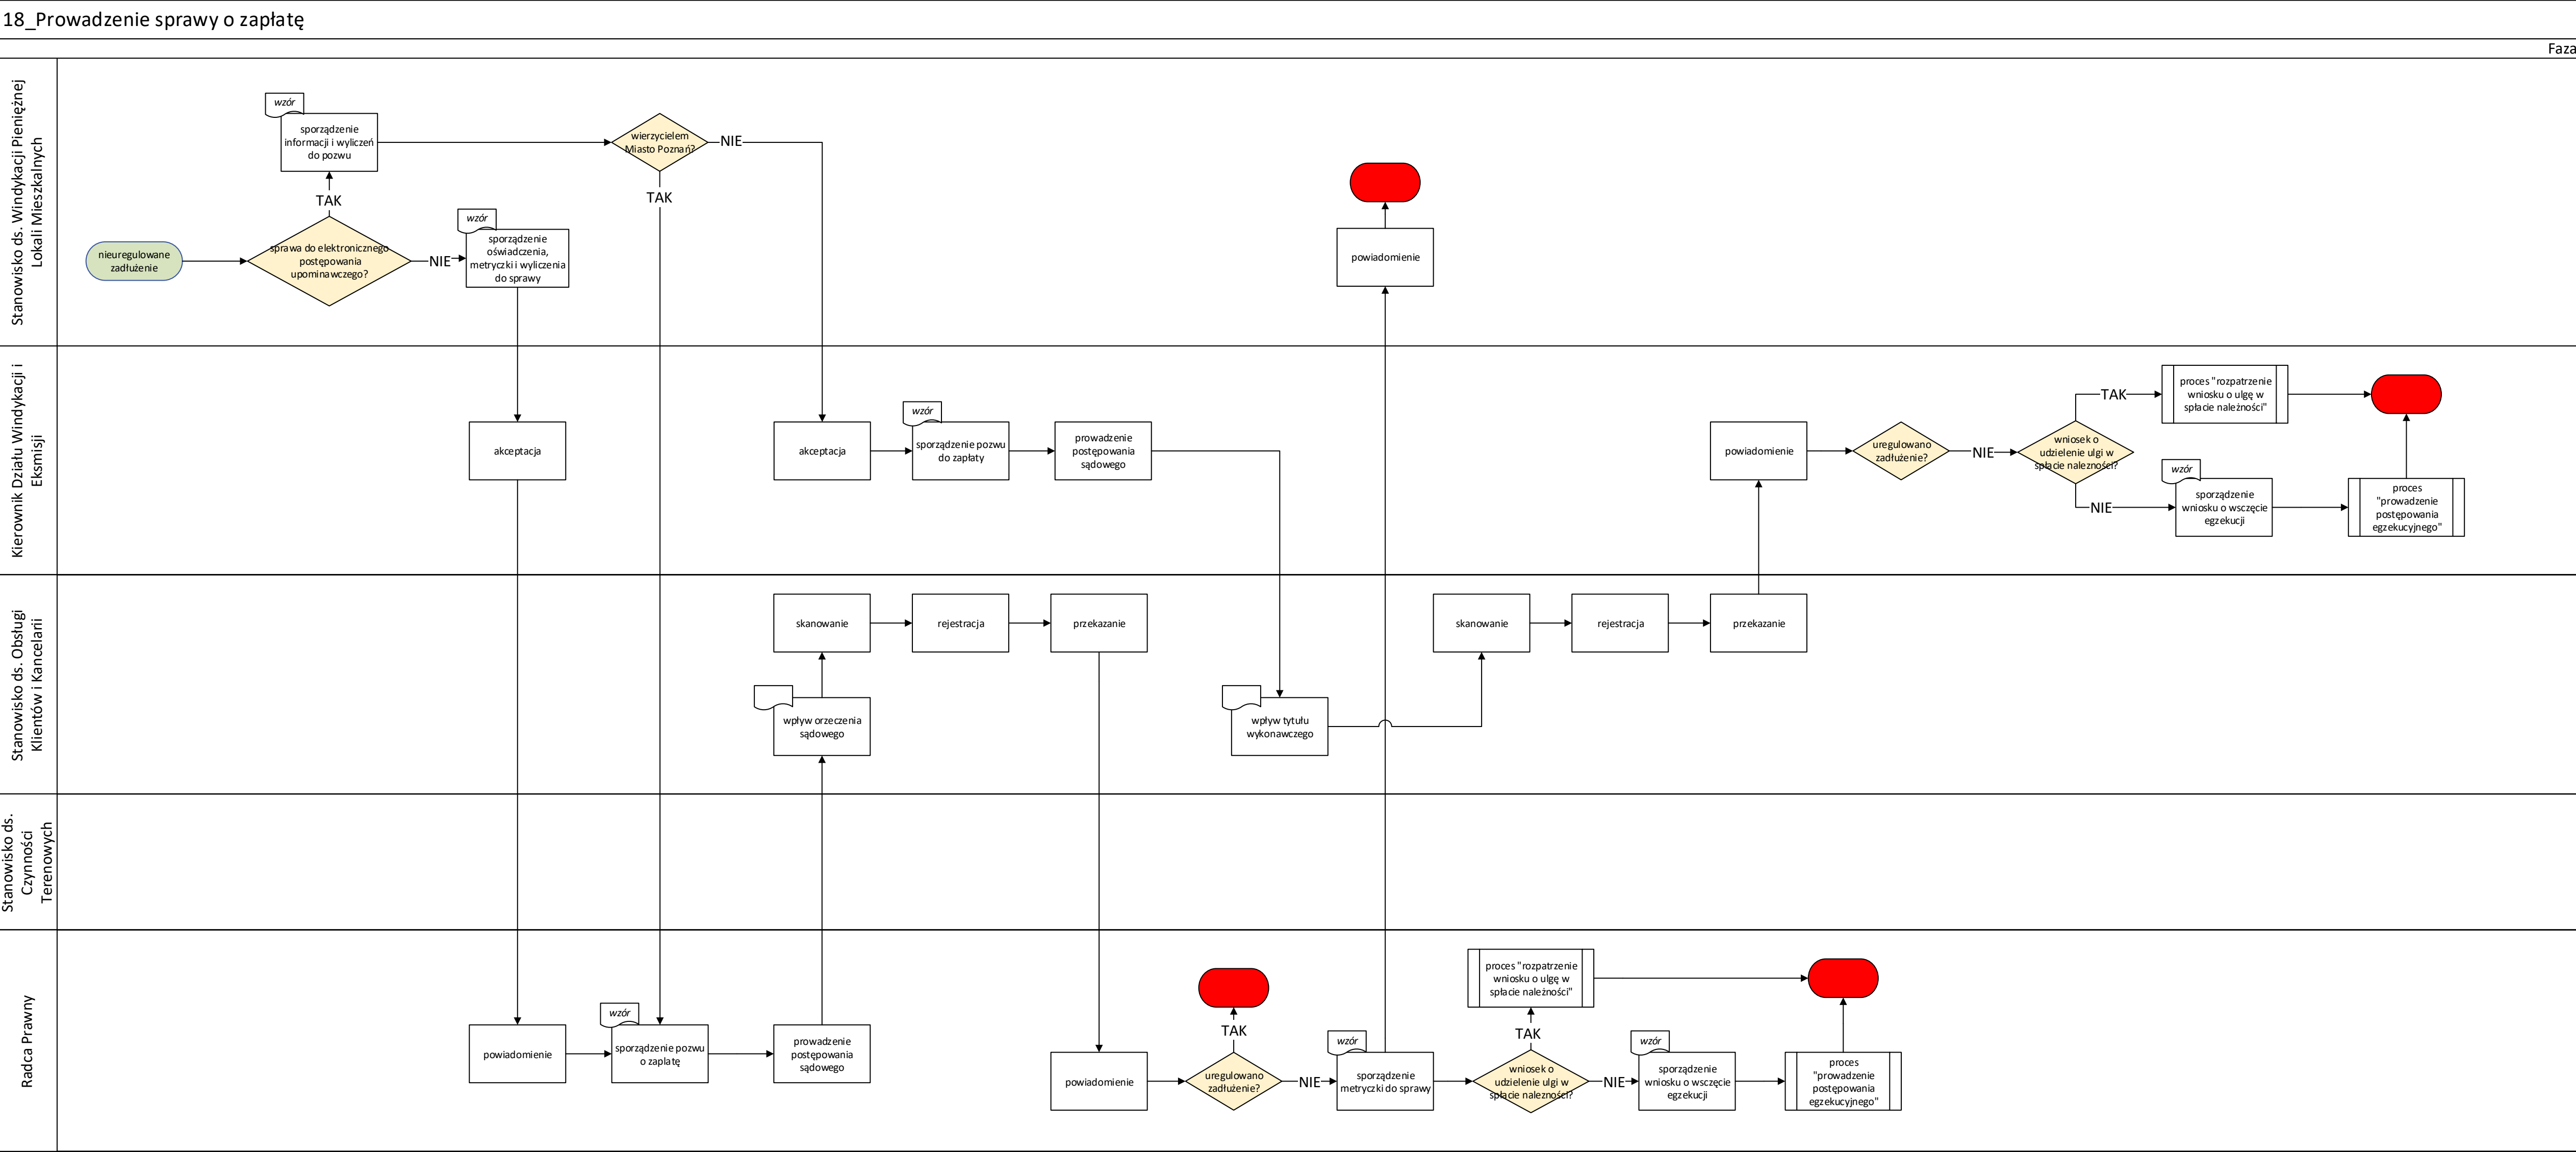 18_Prowadzenie sprawy o zapłatę
Faza
Stanowisko ds. Windykacji Pieniężnej
Lokali Mieszkalnych
wzór
sporządzenie
informacji i wyliczeń
do pozwu
wierzycielem
Miasto Poznań?
NIE
TAK
TAK
nieuregulowane
zadłużenie
sprawa do elektronicznego
postępowania
upominawczego?
NIE
wzór
sporządzenie
oświadczenia,
metryczki i wyliczenia
do sprawy
powiadomienie
Kierownik Działu Windykacji i
Eksmisji
akceptacja
akceptacja
wzór
sporządzenie pozwu
do zapłaty
prowadzenie
postępowania
sądowego
powiadomienie
uregulowano
zadłużenie?
NIE
wniosek o
udzielenie ulgi w
spłacie nalezności?
TAK
proces "rozpatrzenie
wniosku o ulgę w
spłacie należności"
NIE
wzór
sporządzenie
wniosku o wsczęcie
egzekucji
proces
"prowadzenie
postępowania
egzekucyjnego"
Stanowisko ds. Obsługi
Klientów i Kancelarii
skanowanie
rejestracja
przekazanie
wpływ orzeczenia
sądowego
wpływ tytułu
wykonawczego
skanowanie
rejestracja
przekazanie
Stanowisko ds.
Czynności
Terenowych
Radca Prawny
powiadomienie
wzór
sporządzenie pozwu
o zaplatę
prowadzenie
postępowania
sądowego
powiadomienie
uregulowano
zadłużenie?
TAK
NIE
wzór
sporządzenie
metryczki do sprawy
wniosek o
udzielenie ulgi w
spłacie nalezności?
TAK
proces "rozpatrzenie
wniosku o ulgę w
spłacie należności"
NIE
wzór
sporządzenie
wniosku o wsczęcie
egzekucji
proces
"prowadzenie
postępowania
egzekucyjnego"